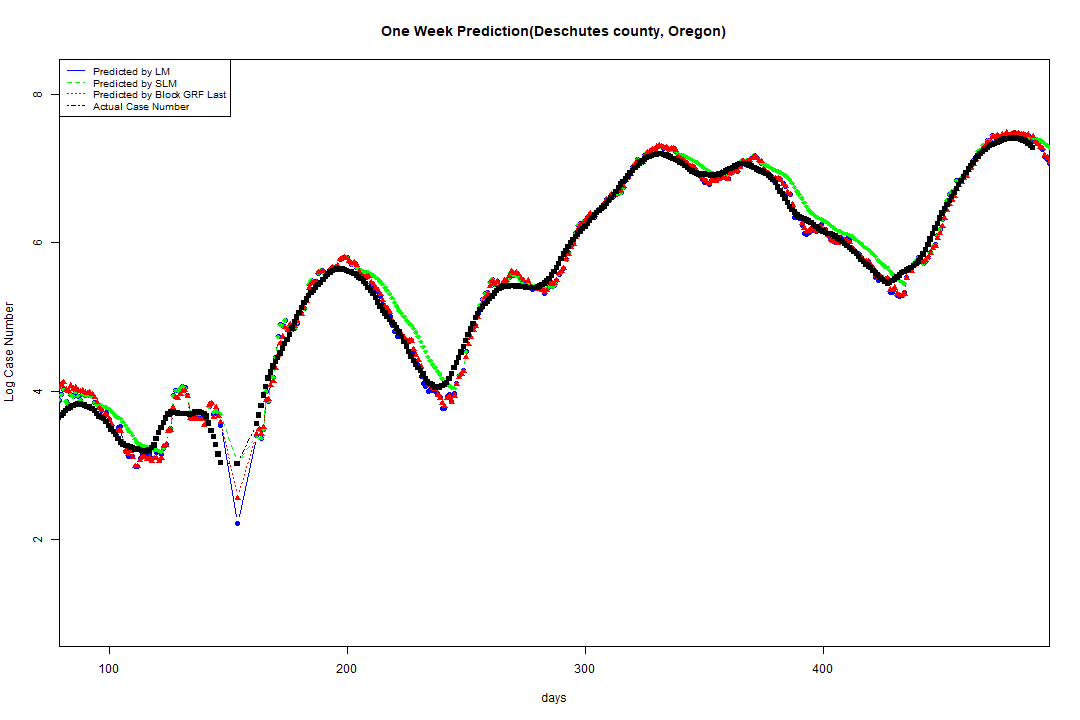 One Week Prediction(Deschutes county, Oregon)
Predicted by LM
Predicted by SLM
Predicted by Block GRF Last
Actual Case Number
8
6
4
2
Log Case Number
100 200 300 400
days